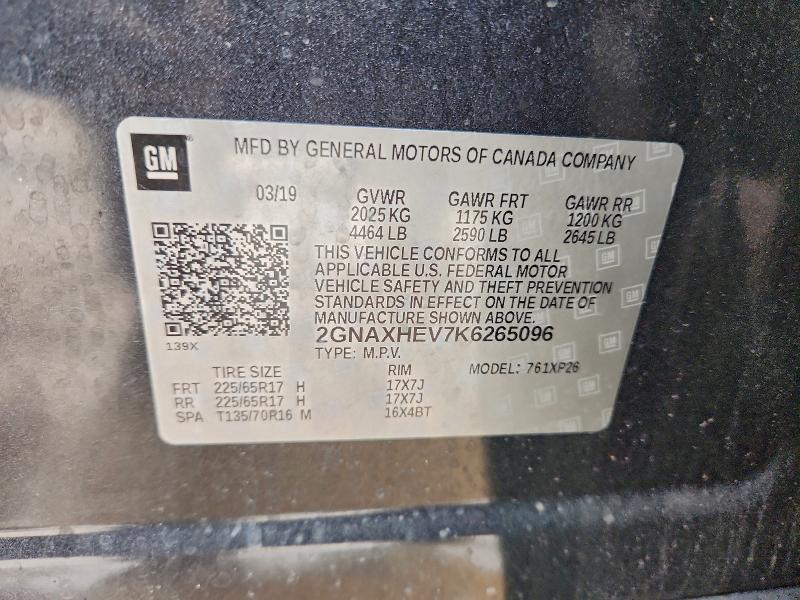 GM
MFD BY GENERAL MOTORS OF CANADA COMPANY
03/19 GVWR GAWR FRT GAWR RR
2025 KG 1175 KG 1200 KG
4464 LB 2590 LB 2645 LB
THIS VEHICLE CONFORMS TO ALL
APPLICABLE U.S. FEDERAL MOTOR
VEHICLE SAFETY AND THEFT PREVENTION
STANDARDS IN EFFECT ON THE DATE OF
MANUFACTURE SHOWN ABOVE.
2GNAXHEV7K6265096
139X
TYPE: M.P.V.
TIRE SIZE RIM MODEL: 761XP26
FRT 225/65R17 H 17X7J
RR 225/65R17 H 17X7J
SPA T135/70R16 M 16X4BT